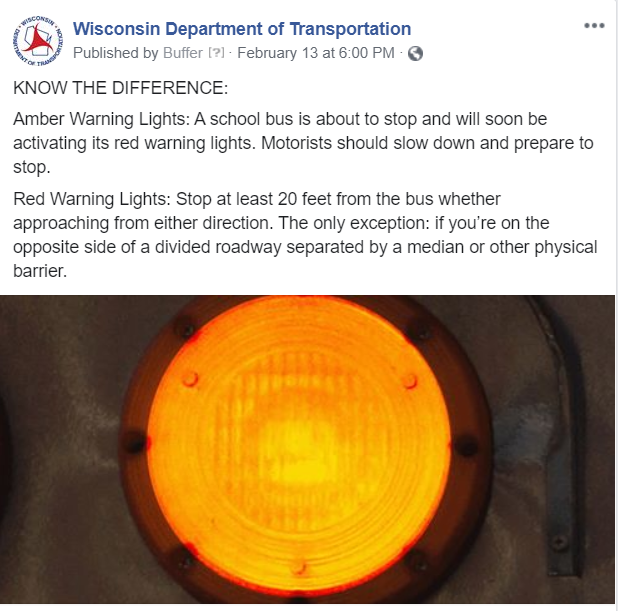 Wisconsin Department of Transportation
Published by Buffer [?] · February 13 at 6:00 PM ·
KNOW THE DIFFERENCE:
Amber Warning Lights: A school bus is about to stop and will soon be
activating its red warning lights. Motorists should slow down and prepare to
stop.
Red Warning Lights: Stop at least 20 feet from the bus whether
approaching from either direction. The only exception: if you’re on the
opposite side of a divided roadway separated by a median or other physical
barrier.